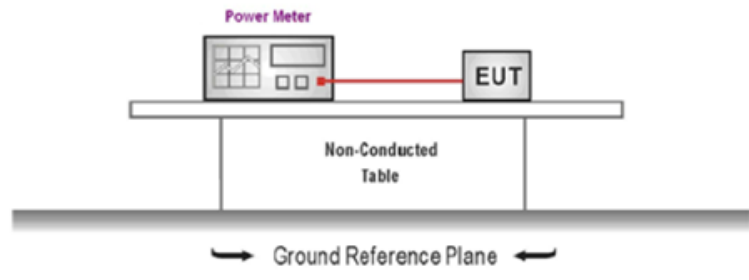 Power Meter
EUT
Non-Conducted
Table
Ground Reference Plane